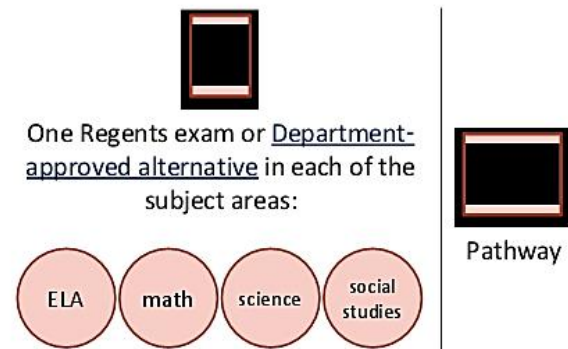 One Regents exam or Department-
approved alternative in each of the
subject areas:
ELA
math
science
social
studies
Pathway